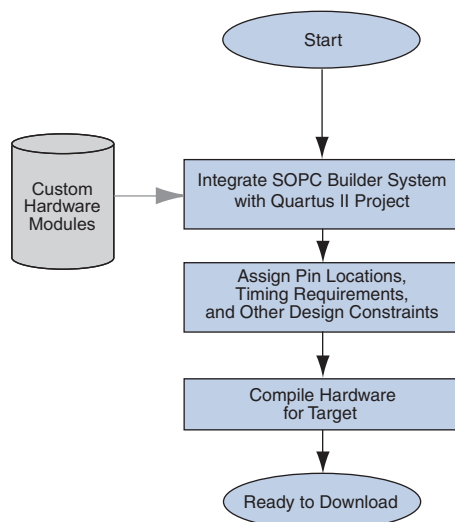 Start
Custom
Hardware
Modules
Integrate SOPC Builder System
with Quartus II Project
Assign Pin Locations,
Timing Requirements,
and Other Design Constraints
Compile Hardware
for Target
Ready to Download